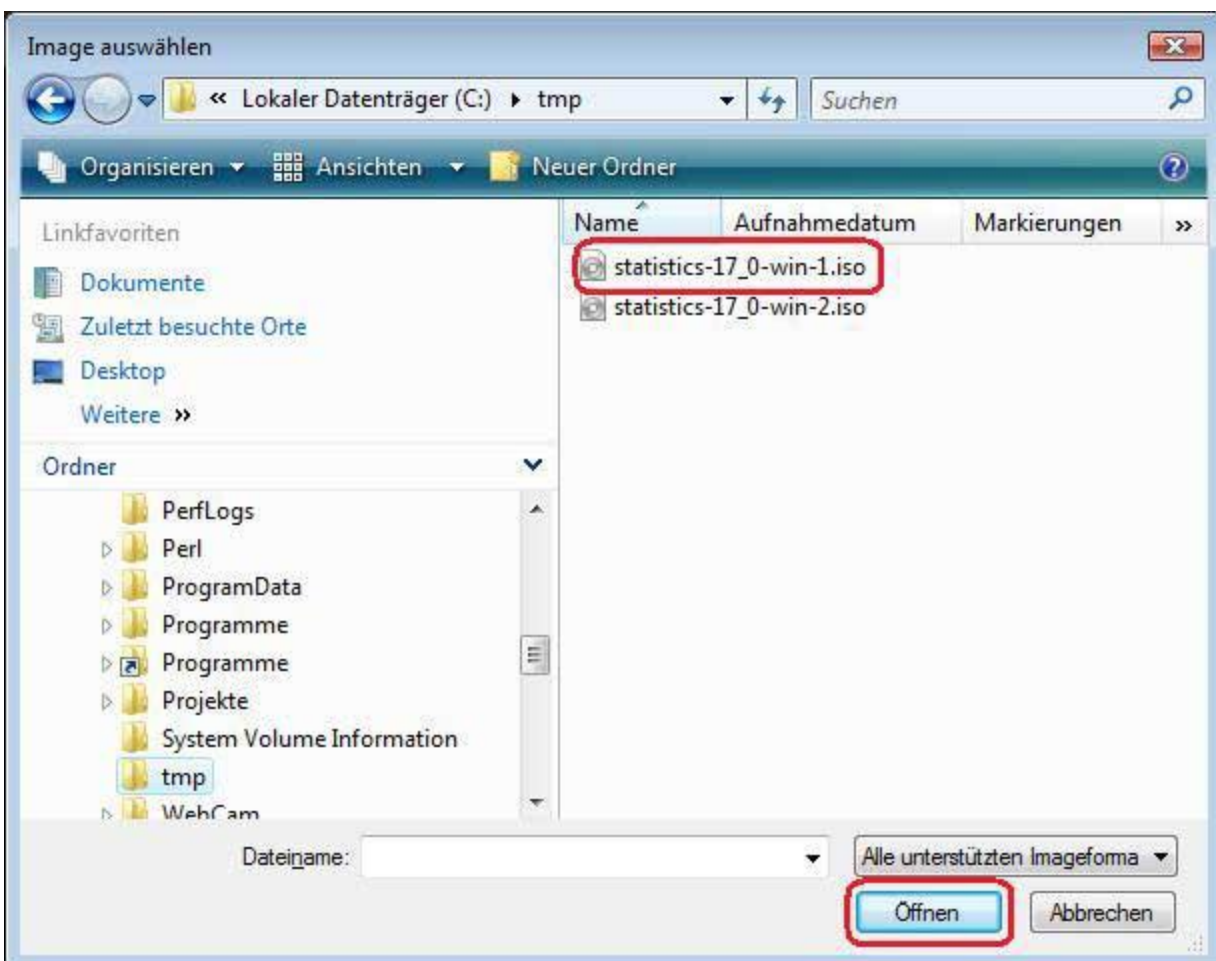 Image auswählen
« Lokaler Datenträger (C:) ▸ tmp
Suchen
Organisieren Ansichten Neuer Ordner
Linkfavoriten
Dokumente
Zuletzt besuchte Orte
Desktop
Weitere »
Ordner
PerfLogs
Perl
ProgramData
Programme
Programme
Projekte
System Volume Information
tmp
WebCam
Name Aufnahmedatum Markierungen »
statistics-17_0-win-1.iso
statistics-17_0-win-2.iso
Dateiname:
Alle unterstützten Imageforma
Öffnen Abbrechen